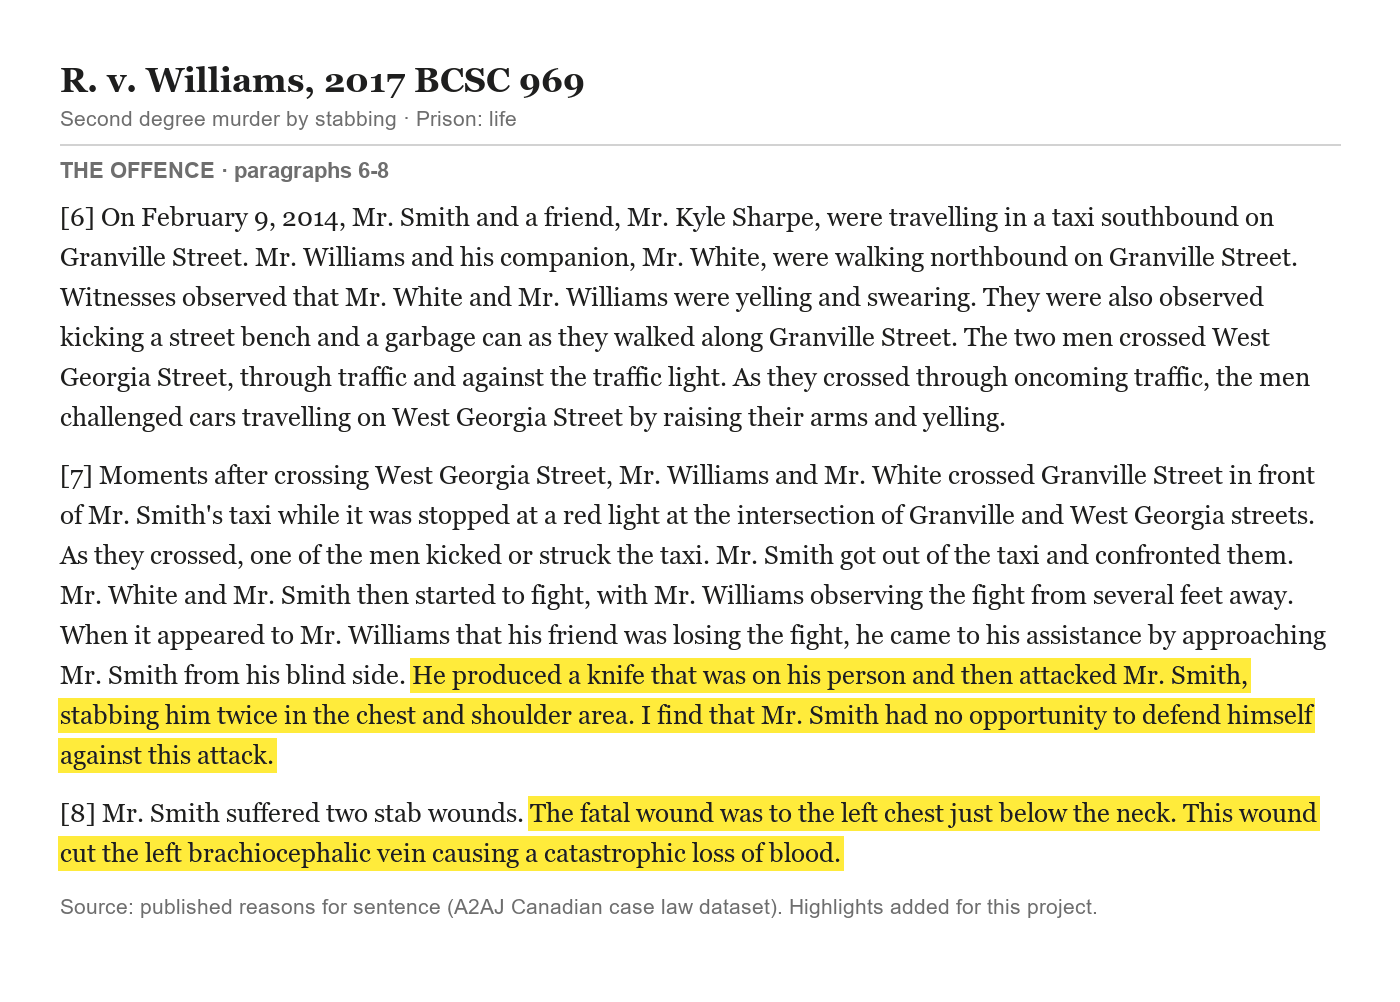 R. v. Williams, 2017 BCSC 969
Second degree murder by stabbing · Prison: life
THE OFFENCE · paragraphs 6-8
[6] On February 9, 2014, Mr. Smith and a friend, Mr. Kyle Sharpe, were travelling in a taxi southbound on
Granville Street. Mr. Williams and his companion, Mr. White, were walking northbound on Granville Street.
Witnesses observed that Mr. White and Mr. Williams were yelling and swearing. They were also observed
kicking a street bench and a garbage can as they walked along Granville Street. The two men crossed West
Georgia Street, through traffic and against the traffic light. As they crossed through oncoming traffic, the men
challenged cars travelling on West Georgia Street by raising their arms and yelling.
[7] Moments after crossing West Georgia Street, Mr. Williams and Mr. White crossed Granville Street in front
of Mr. Smith's taxi while it was stopped at a red light at the intersection of Granville and West Georgia streets.
As they crossed, one of the men kicked or struck the taxi. Mr. Smith got out of the taxi and confronted them.
Mr. White and Mr. Smith then started to fight, with Mr. Williams observing the fight from several feet away.
When it appeared to Mr. Williams that his friend was losing the fight, he came to his assistance by approaching
Mr. Smith from his blind side. He produced a knife that was on his person and then attacked Mr. Smith,
stabbing him twice in the chest and shoulder area. I find that Mr. Smith had no opportunity to defend himself
against this attack.
[8] Mr. Smith suffered two stab wounds. The fatal wound was to the left chest just below the neck. This wound
cut the left brachiocephalic vein causing a catastrophic loss of blood.
Source: published reasons for sentence (A2AJ Canadian case law dataset). Highlights added for this project.